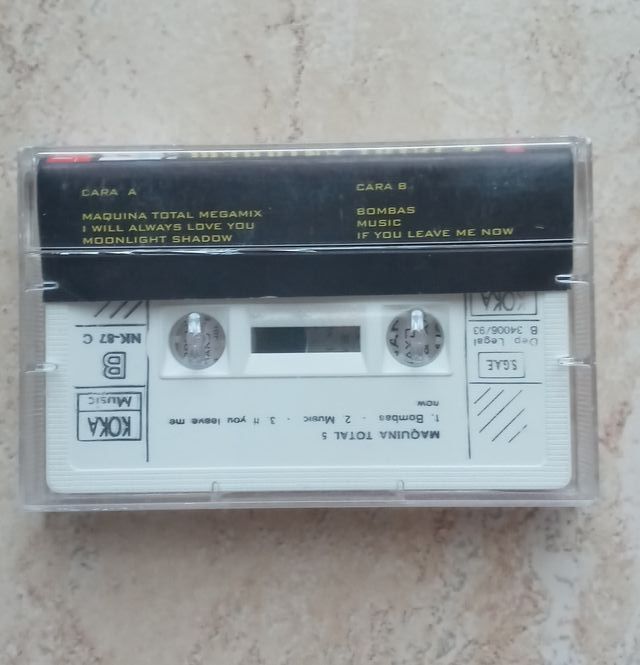 CARA A
MAQUINA TOTAL MEGAMIX
I WILL ALWAYS LOVE YOU
MOONLIGHT SHADOW
CARA B
BOMBAS
MUSIC
IF YOU LEAVE ME NOW
MAQUINA TOTAL 5
1. Bombas - 2. Music - 3. If you leave me
now
KOKA
Music
B
NK-87 C
S.G.A.E.
Dep Legal
B 34006/93
KOKA